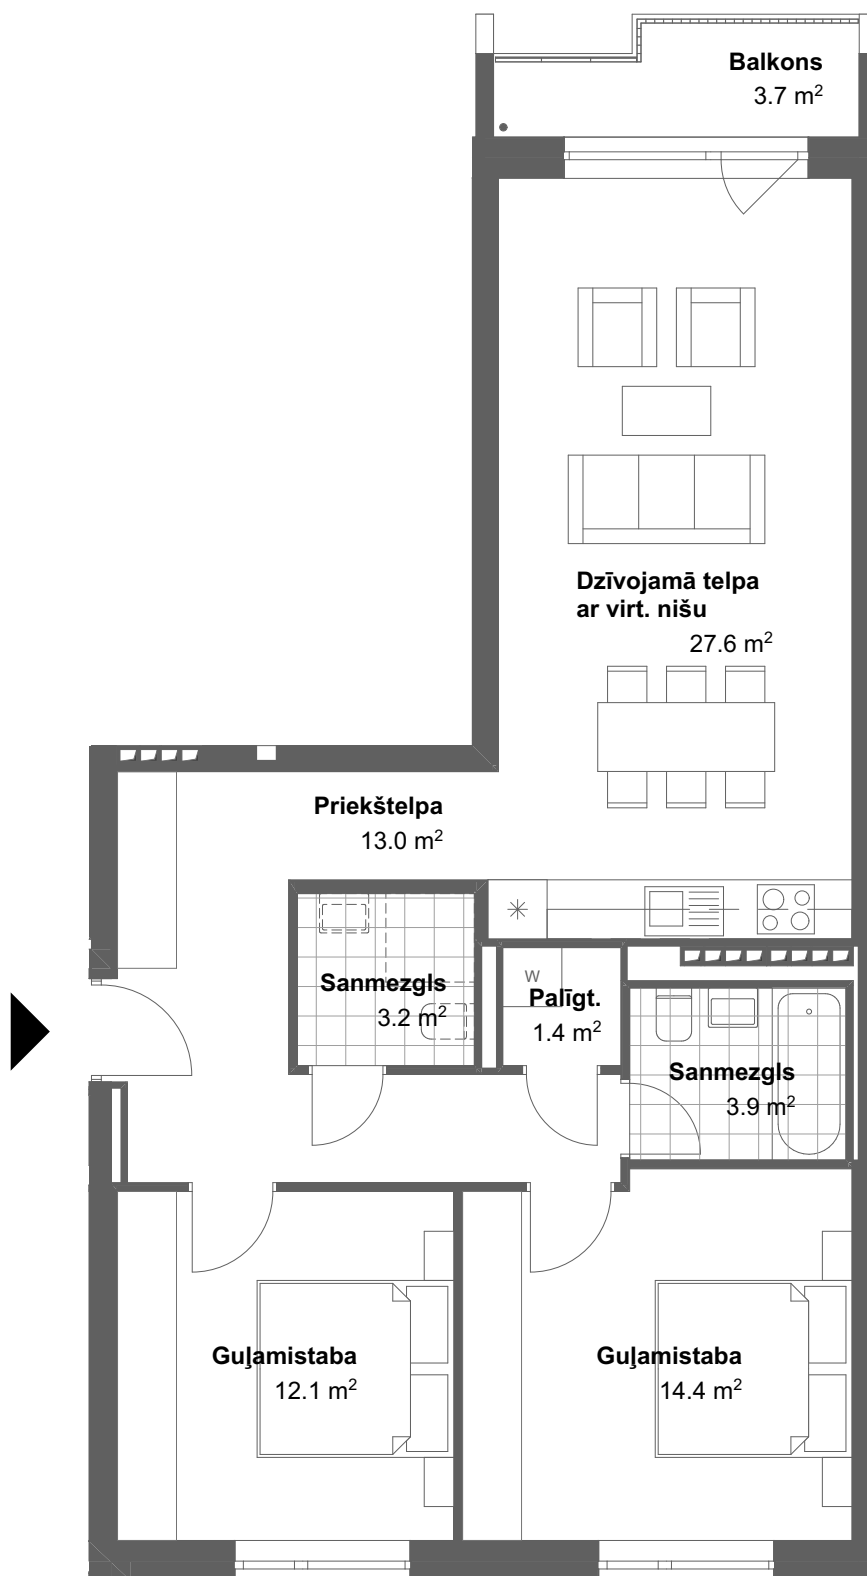 Balkons
3.7 m²
Dzīvojamā telpa
ar virt. nišu
27.6 m²
Priekštelpa
13.0 m²
Sanmezgls
3.2 m²
W
Palīgt.
1.4 m²
Sanmezgls
3.9 m²
Guļamistaba
12.1 m²
Guļamistaba
14.4 m²